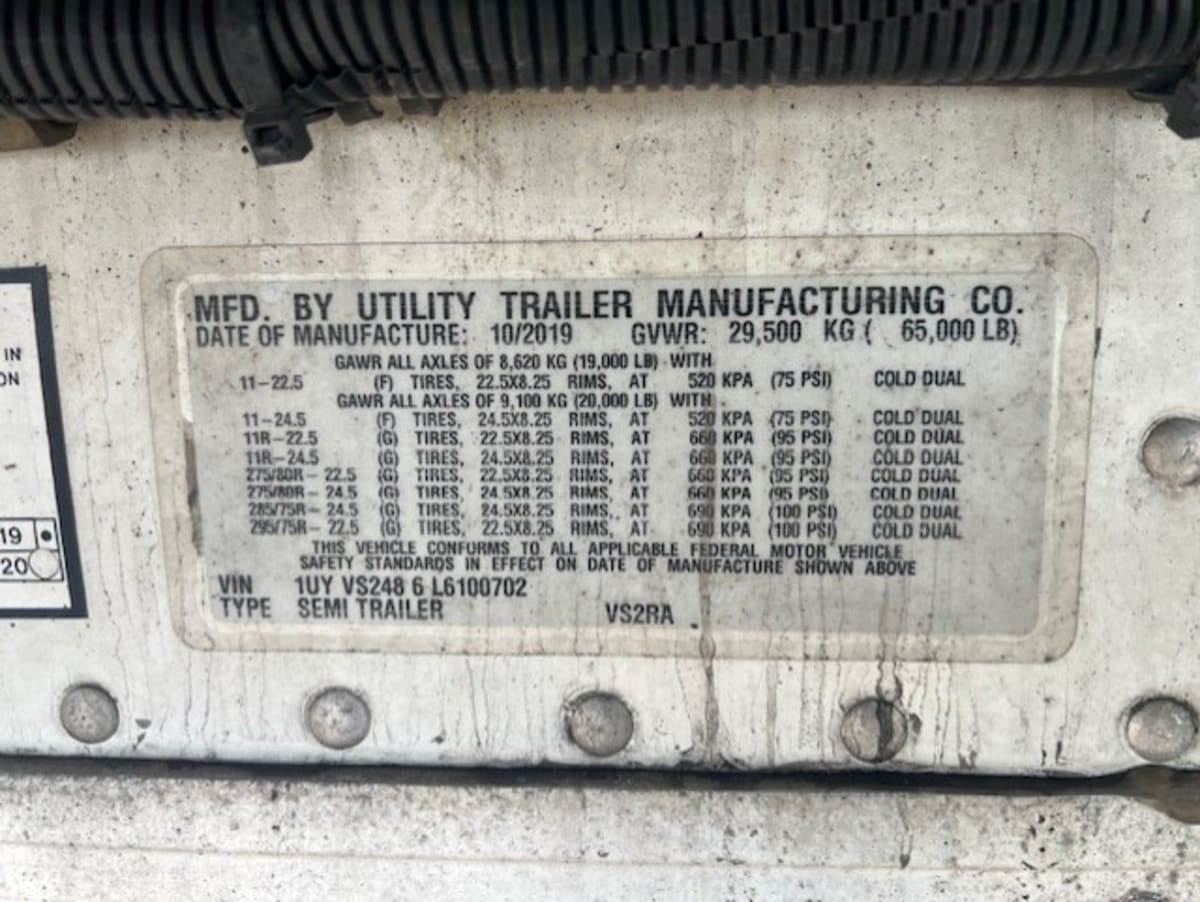 MFD. BY UTILITY TRAILER MANUFACTURING CO.
DATE OF MANUFACTURE: 10/2019 GVWR: 29,500 KG ( 65,000 LB)
GAWR ALL AXLES OF 8,620 KG (19,000 LB) WITH
11-22.5 (F) TIRES, 22.5X8.25 RIMS, AT 520 KPA (75 PSI) COLD DUAL
GAWR ALL AXLES OF 9,100 KG (20,000 LB) WITH
11-24.5 (F) TIRES, 24.5X8.25 RIMS, AT 520 KPA (75 PSI) COLD DUAL
11R-22.5 (G) TIRES, 22.5X8.25 RIMS, AT 660 KPA (95 PSI) COLD DUAL
11R-24.5 (G) TIRES, 24.5X8.25 RIMS, AT 660 KPA (95 PSI) COLD DUAL
275/80R- 22.5 (G) TIRES, 22.5X8.25 RIMS, AT 660 KPA (95 PSI) COLD DUAL
275/80R- 24.5 (G) TIRES, 24.5X8.25 RIMS, AT 660 KPA (95 PSI) COLD DUAL
285/75R- 24.5 (G) TIRES, 24.5X8.25 RIMS, AT 690 KPA (100 PSI) COLD DUAL
295/75R- 22.5 (G) TIRES, 22.5X8.25 RIMS, AT 690 KPA (100 PSI) COLD DUAL
THIS VEHICLE CONFORMS TO ALL APPLICABLE FEDERAL MOTOR VEHICLE
SAFETY STANDARDS IN EFFECT ON DATE OF MANUFACTURE SHOWN ABOVE
VIN 1UY VS248 6 L6100702
TYPE SEMI TRAILER VS2RA
IN
ON
19
20